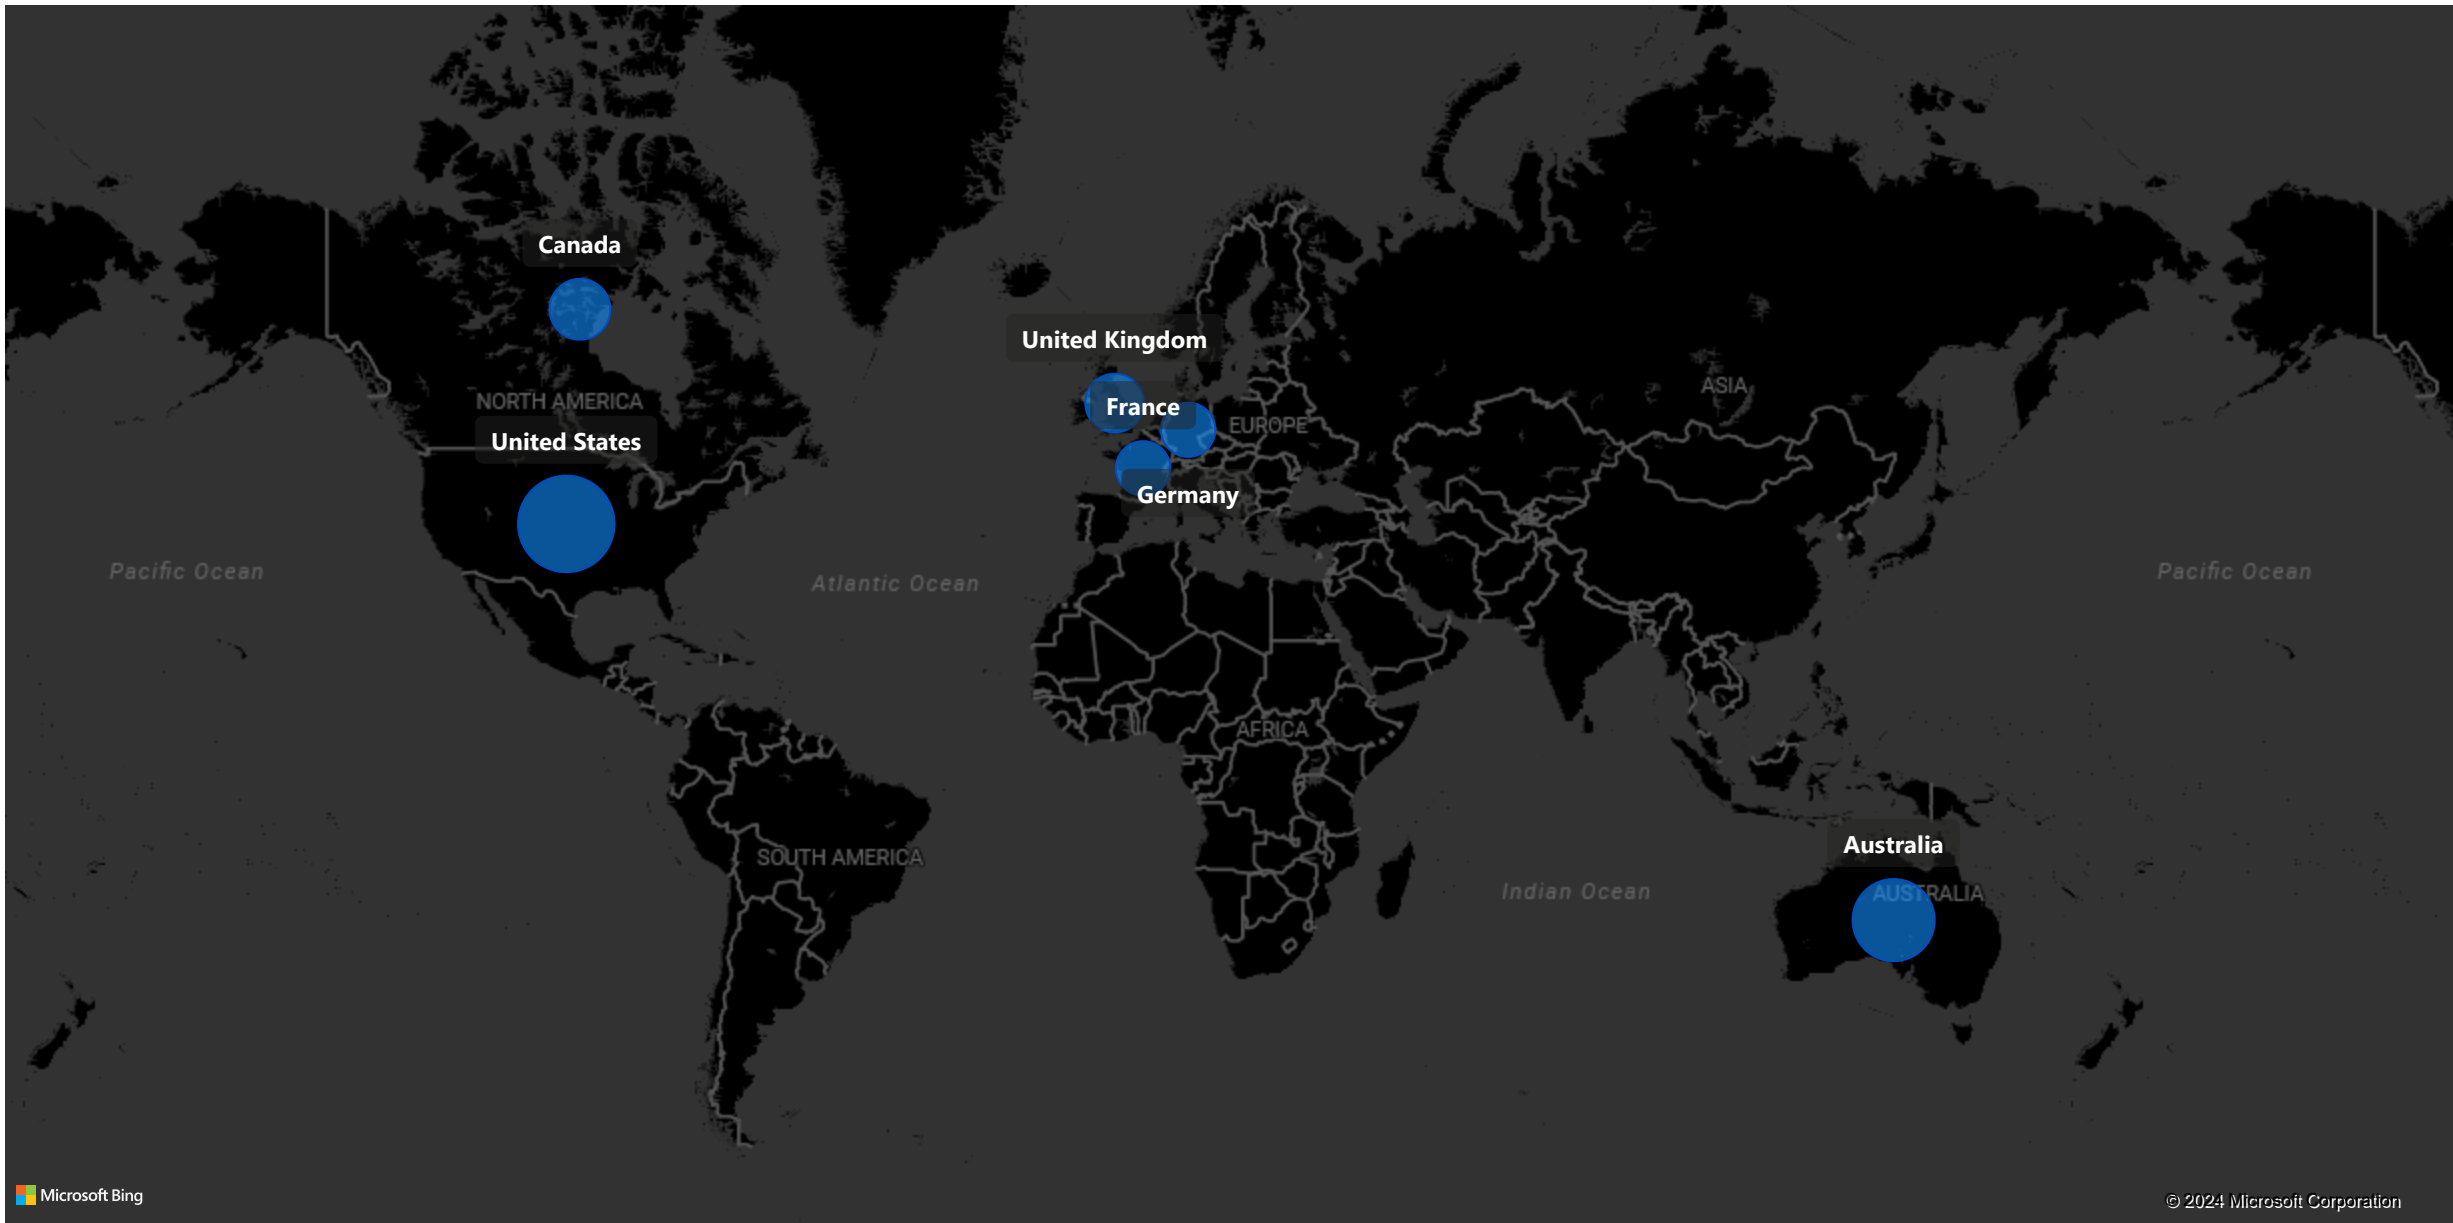 Canada
United Kingdom
ASIA
NORTH AMERICA
France
EUROPE
United States
Germany
Pacific Ocean
Atlantic Ocean
Pacific Ocean
AFRICA
Australia
SOUTH AMERICA
Indian Ocean
AUSTRALIA
Microsoft Bing
© 2024 Microsoft Corporation